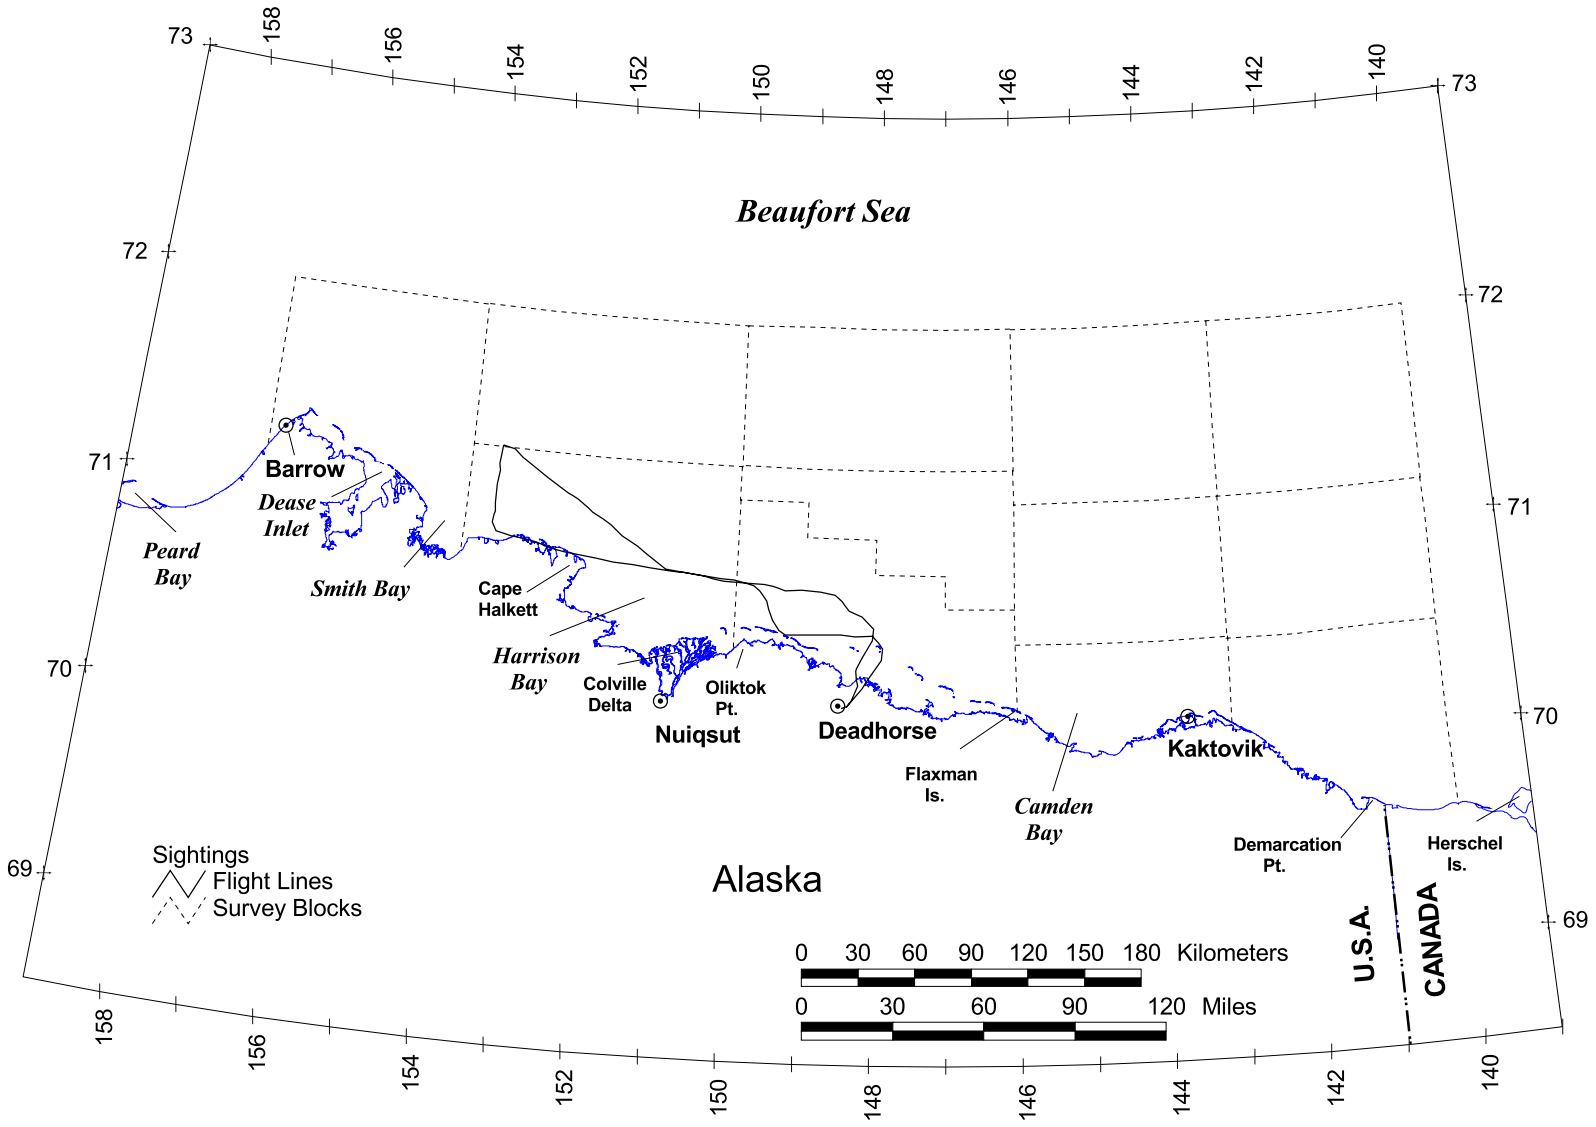 158
156
154
152
150
148
146
144
142
140
73
73
Beaufort Sea
72
72
71
71
Barrow
Dease
Inlet
Peard
Bay
Smith Bay
Cape
Halkett
Harrison
Bay
Colville
Delta
Oliktok
Pt.
Nuiqsut
Deadhorse
Flaxman
Is.
Camden
Bay
Kaktovik
70
70
Demarcation
Pt.
Herschel
Is.
69
69
Sightings
Flight Lines
Survey Blocks
Alaska
U.S.A.
CANADA
0 30 60 90 120 150 180 Kilometers
0 30 60 90 120 Miles
158
156
154
152
150
148
146
144
142
140